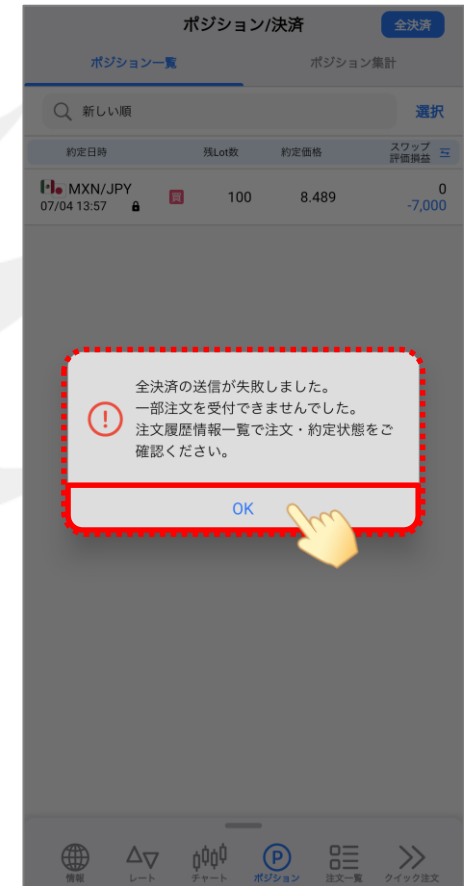 ポジション/決済
全決済
ポジション一覧
ポジション集計
新しい順
選択
約定日時 残Lot数 約定価格 スワップ
評価損益
MXN/JPY 買 100 8.489 0
07/04 13:57 -7,000
全決済の送信が失敗しました。
一部注文を受付できませんでした。
注文履歴情報一覧で注文・約定状態をご
確認ください。
OK
情報 レート チャート ポジション 注文一覧 クイック注文